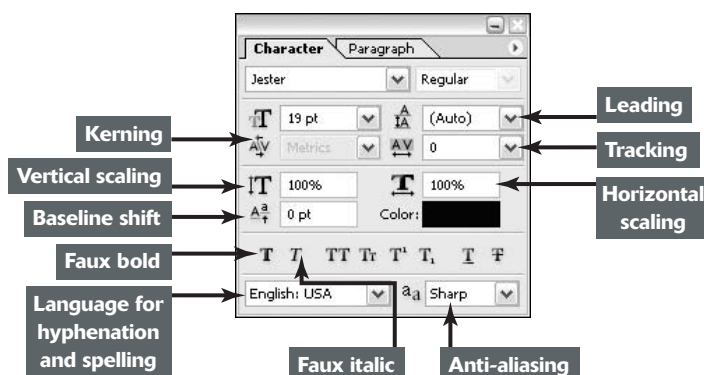 Character Paragraph
Jester Regular
19 pt (Auto)
Metrics 0
100% 100%
0 pt Color:
T T TT Tr T¹ T₁ T T
English: USA aa Sharp
Kerning
Vertical scaling
Baseline shift
Faux bold
Language for
hyphenation
and spelling
Faux italic
Anti-aliasing
Leading
Tracking
Horizontal
scaling